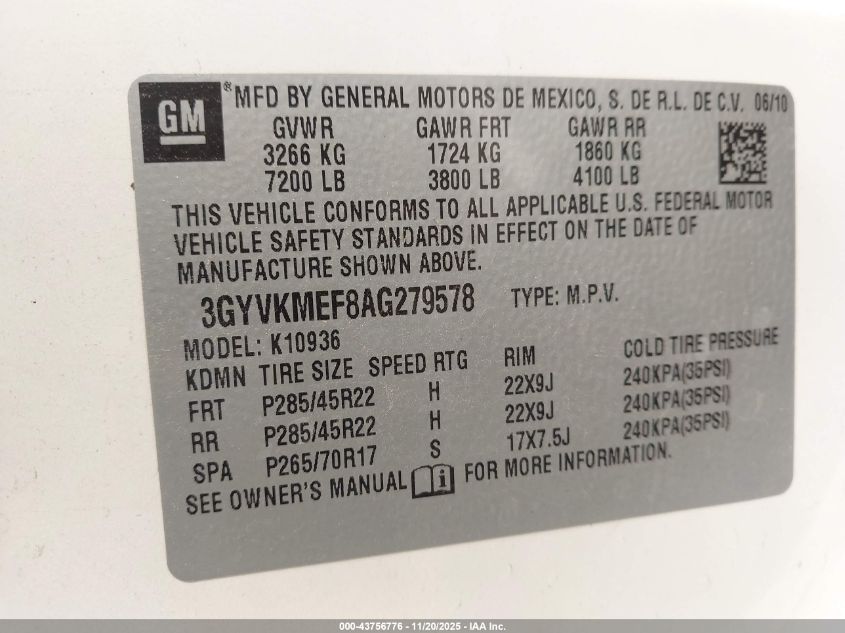 GM ® MFD BY GENERAL MOTORS DE MEXICO, S. DE R.L. DE C.V. 06/10
GVWR GAWR FRT GAWR RR
3266 KG 1724 KG 1860 KG
7200 LB 3800 LB 4100 LB
THIS VEHICLE CONFORMS TO ALL APPLICABLE U.S. FEDERAL MOTOR
VEHICLE SAFETY STANDARDS IN EFFECT ON THE DATE OF
MANUFACTURE SHOWN ABOVE.
3GYVKMEF8AG279578 TYPE: M.P.V.
MODEL: K10936
KDMN TIRE SIZE SPEED RTG RIM COLD TIRE PRESSURE
FRT P285/45R22 H 22X9J 240KPA(35PSI)
RR P285/45R22 H 22X9J 240KPA(35PSI)
SPA P265/70R17 S 17X7.5J 240KPA(35PSI)
SEE OWNER'S MANUAL FOR MORE INFORMATION.
000-43756776 - 11/20/2025 - IAA Inc.